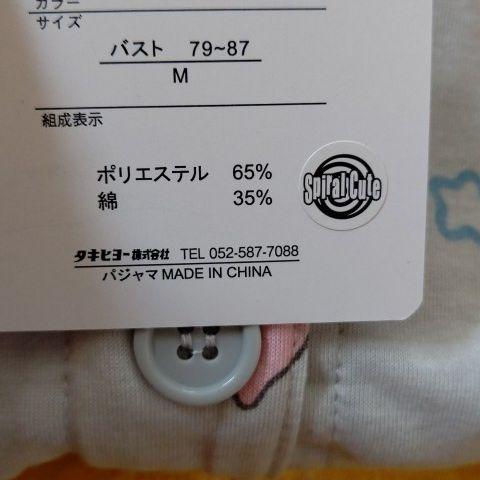 カラー
サイズ
バスト 79~87
M
組成表示
ポリエステル 65%
綿 35%
Spiral Cute
タキヒヨー株式会社 TEL 052-587-7088
パジャマ MADE IN CHINA